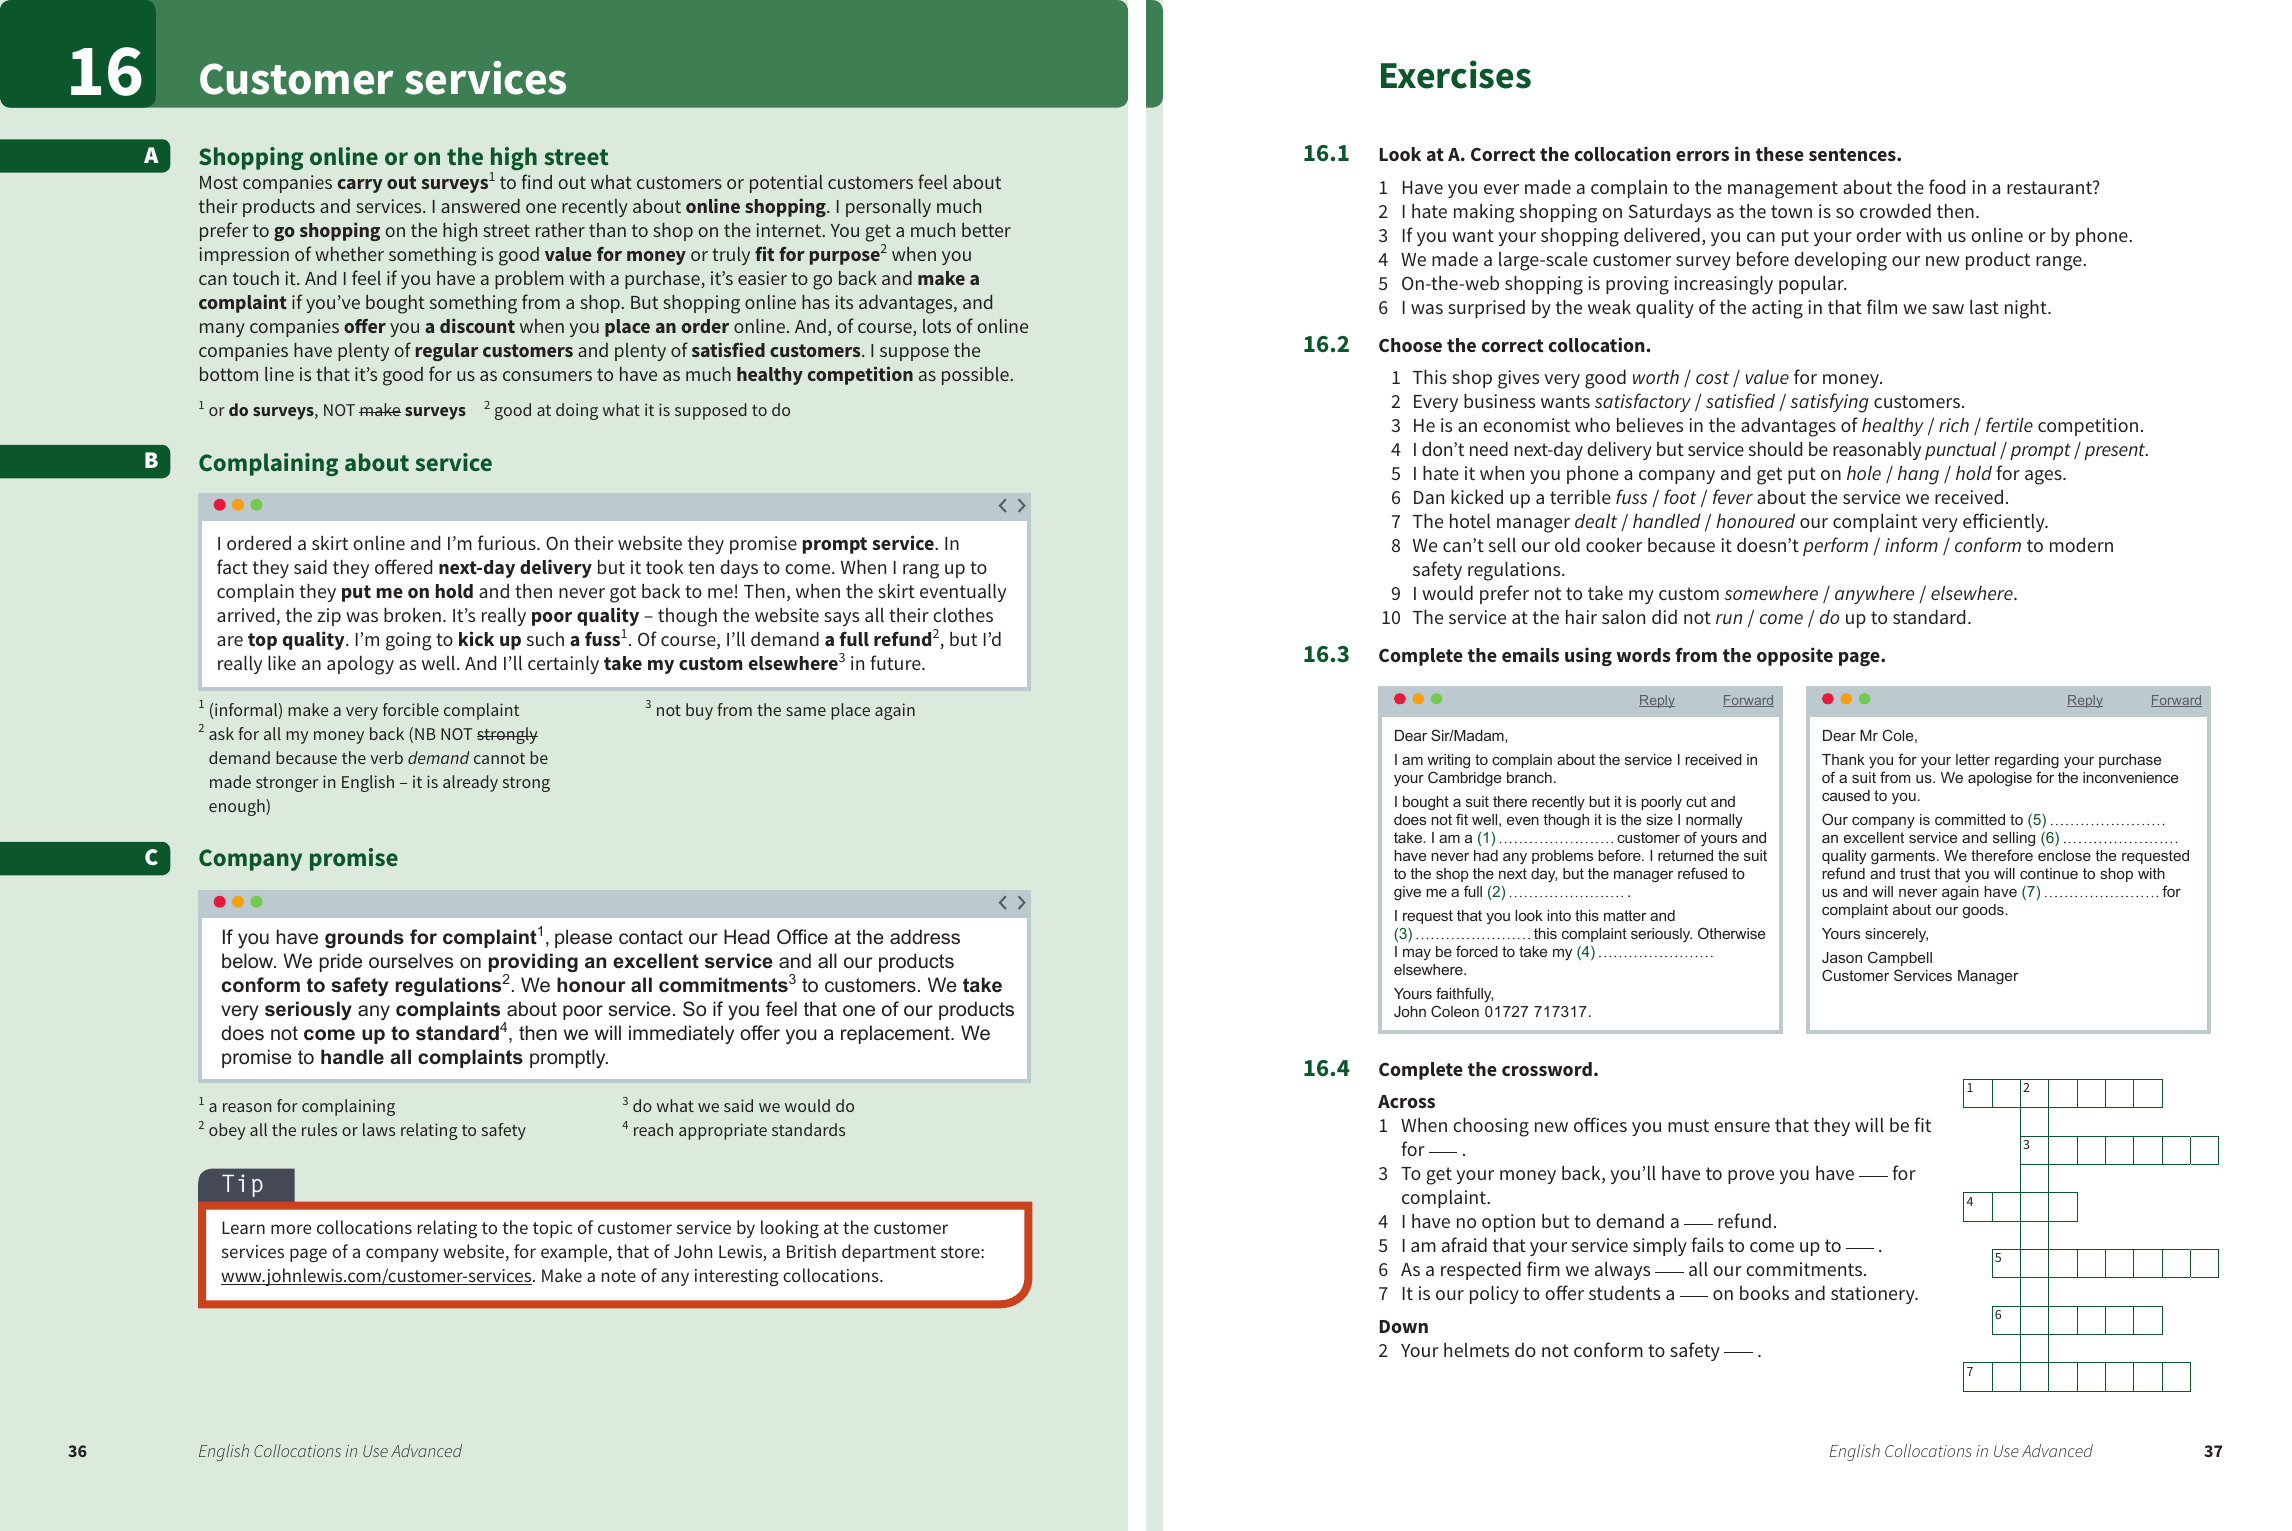 16
Customer services
A
Shopping online or on the high street
Most companies carry out surveys1 to find out what customers or potential customers feel about
their products and services. I answered one recently about online shopping. I personally much
prefer to go shopping on the high street rather than to shop on the internet. You get a much better
impression of whether something is good value for money or truly fit for purpose2 when you
can touch it. And I feel if you have a problem with a purchase, it’s easier to go back and make a
complaint if you’ve bought something from a shop. But shopping online has its advantages, and
many companies offer you a discount when you place an order online. And, of course, lots of online
companies have plenty of regular customers and plenty of satisfied customers. I suppose the
bottom line is that it’s good for us as consumers to have as much healthy competition as possible.
1 or do surveys, NOT make surveys 2 good at doing what it is supposed to do
B
Complaining about service
I ordered a skirt online and I’m furious. On their website they promise prompt service. In
fact they said they offered next-day delivery but it took ten days to come. When I rang up to
complain they put me on hold and then never got back to me! Then, when the skirt eventually
arrived, the zip was broken. It’s really poor quality – though the website says all their clothes
are top quality. I’m going to kick up such a fuss1. Of course, I’ll demand a full refund2, but I’d
really like an apology as well. And I’ll certainly take my custom elsewhere3 in future.
1 (informal) make a very forcible complaint
2 ask for all my money back (NB NOT strongly
demand because the verb demand cannot be
made stronger in English – it is already strong
enough)
3 not buy from the same place again
C
Company promise
If you have grounds for complaint1, please contact our Head Office at the address
below. We pride ourselves on providing an excellent service and all our products
conform to safety regulations2. We honour all commitments3 to customers. We take
very seriously any complaints about poor service. So if you feel that one of our products
does not come up to standard4, then we will immediately offer you a replacement. We
promise to handle all complaints promptly.
1 a reason for complaining
2 obey all the rules or laws relating to safety
3 do what we said we would do
4 reach appropriate standards
Tip
Learn more collocations relating to the topic of customer service by looking at the customer
services page of a company website, for example, that of John Lewis, a British department store:
www.johnlewis.com/customer-services. Make a note of any interesting collocations.
36
English Collocations in Use Advanced
Exercises
16.1 Look at A. Correct the collocation errors in these sentences.
1 Have you ever made a complain to the management about the food in a restaurant?
2 I hate making shopping on Saturdays as the town is so crowded then.
3 If you want your shopping delivered, you can put your order with us online or by phone.
4 We made a large-scale customer survey before developing our new product range.
5 On-the-web shopping is proving increasingly popular.
6 I was surprised by the weak quality of the acting in that film we saw last night.
16.2 Choose the correct collocation.
1 This shop gives very good worth / cost / value for money.
2 Every business wants satisfactory / satisfied / satisfying customers.
3 He is an economist who believes in the advantages of healthy / rich / fertile competition.
4 I don’t need next-day delivery but service should be reasonably punctual / prompt / present.
5 I hate it when you phone a company and get put on hole / hang / hold for ages.
6 Dan kicked up a terrible fuss / foot / fever about the service we received.
7 The hotel manager dealt / handled / honoured our complaint very efficiently.
8 We can’t sell our old cooker because it doesn’t perform / inform / conform to modern
safety regulations.
9 I would prefer not to take my custom somewhere / anywhere / elsewhere.
10 The service at the hair salon did not run / come / do up to standard.
16.3 Complete the emails using words from the opposite page.
Reply Forward
Dear Sir/Madam,
I am writing to complain about the service I received in
your Cambridge branch.
I bought a suit there recently but it is poorly cut and
does not fit well, even though it is the size I normally
take. I am a (1) ...................... customer of yours and
have never had any problems before. I returned the suit
to the shop the next day, but the manager refused to
give me a full (2) ...................... .
I request that you look into this matter and
(3) ...................... this complaint seriously. Otherwise
I may be forced to take my (4) ......................
elsewhere.
Yours faithfully,
John Coleon 01727 717317.
Reply Forward
Dear Mr Cole,
Thank you for your letter regarding your purchase
of a suit from us. We apologise for the inconvenience
caused to you.
Our company is committed to (5) ......................
an excellent service and selling (6) ......................
quality garments. We therefore enclose the requested
refund and trust that you will continue to shop with
us and will never again have (7) ...................... for
complaint about our goods.
Yours sincerely,
Jason Campbell
Customer Services Manager
16.4 Complete the crossword.
Across
1 When choosing new offices you must ensure that they will be fit
for ___ .
3 To get your money back, you’ll have to prove you have ___ for
complaint.
4 I have no option but to demand a ___ refund.
5 I am afraid that your service simply fails to come up to ___ .
6 As a respected firm we always ___ all our commitments.
7 It is our policy to offer students a ___ on books and stationery.
Down
2 Your helmets do not conform to safety ___ .
1 2
3
4
5
6
7
English Collocations in Use Advanced
37